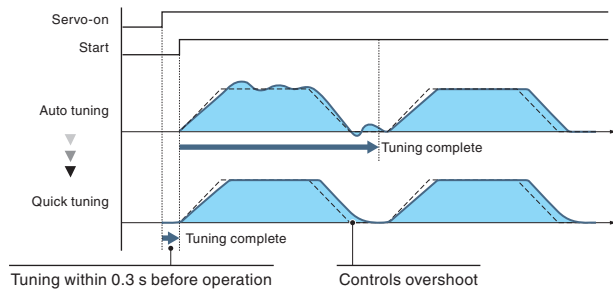 Servo-on
Start
Auto tuning
Tuning complete
Quick tuning
Tuning complete
Tuning within 0.3 s before operation
Controls overshoot